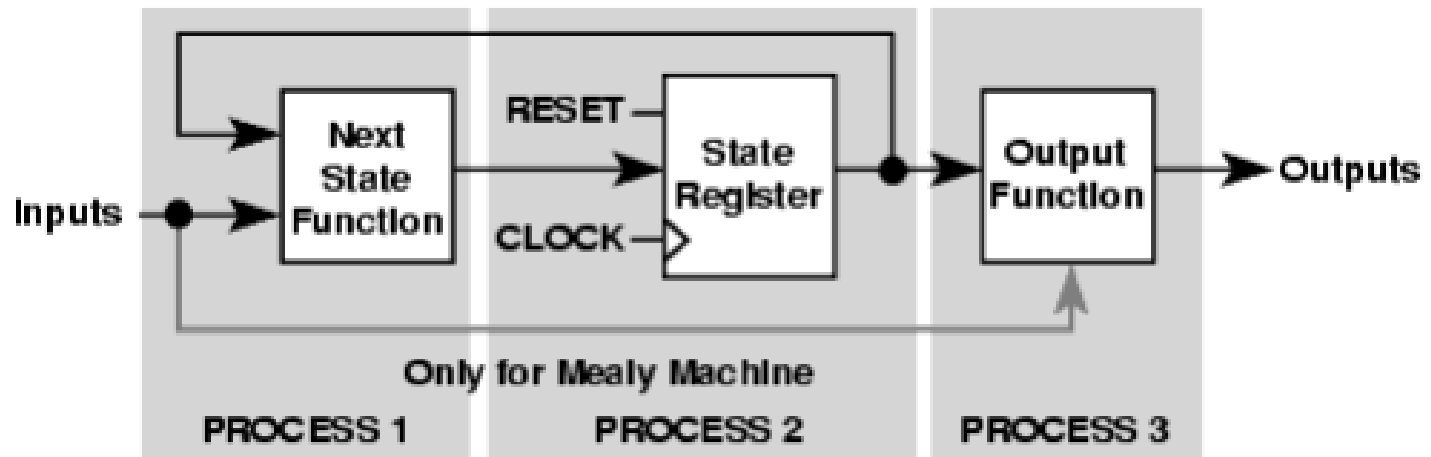 Inputs
Next
State
Function
RESET
CLOCK
State
Register
Output
Function
Outputs
Only for Mealy Machine
PROCESS 1
PROCESS 2
PROCESS 3